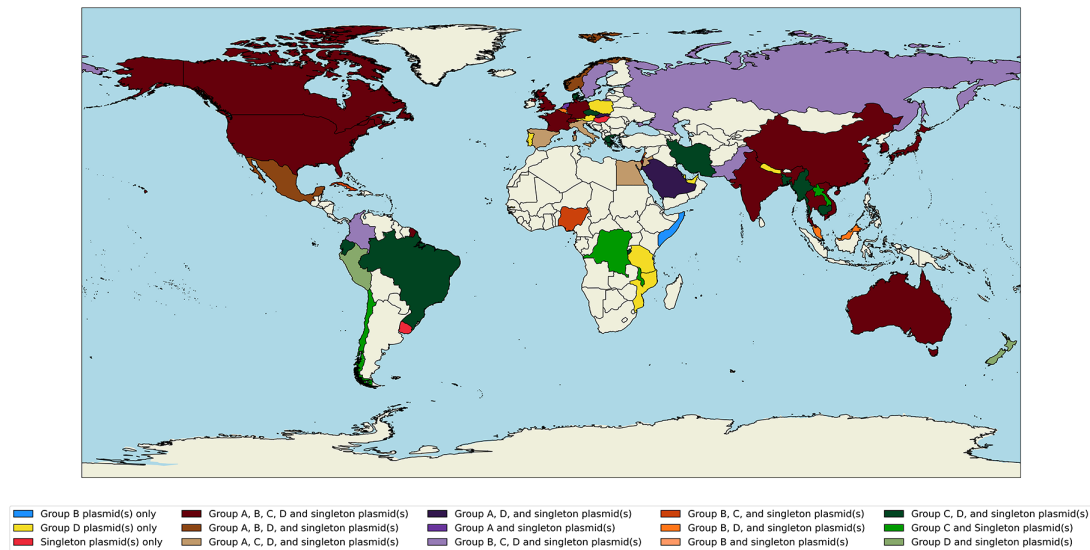 Group B plasmid(s) only
Group D plasmid(s) only
Singleton plasmid(s) only
Group A, B, C, D and singleton plasmid(s)
Group A, B, D, and singleton plasmid(s)
Group A, C, D, and singleton plasmid(s)
Group A, D, and singleton plasmid(s)
Group A and singleton plasmid(s)
Group B, C, D and singleton plasmid(s)
Group B, C, and singleton plasmid(s)
Group B, D, and singleton plasmid(s)
Group B and singleton plasmid(s)
Group C, D, and singleton plasmid(s)
Group C and Singleton plasmid(s)
Group D and singleton plasmid(s)